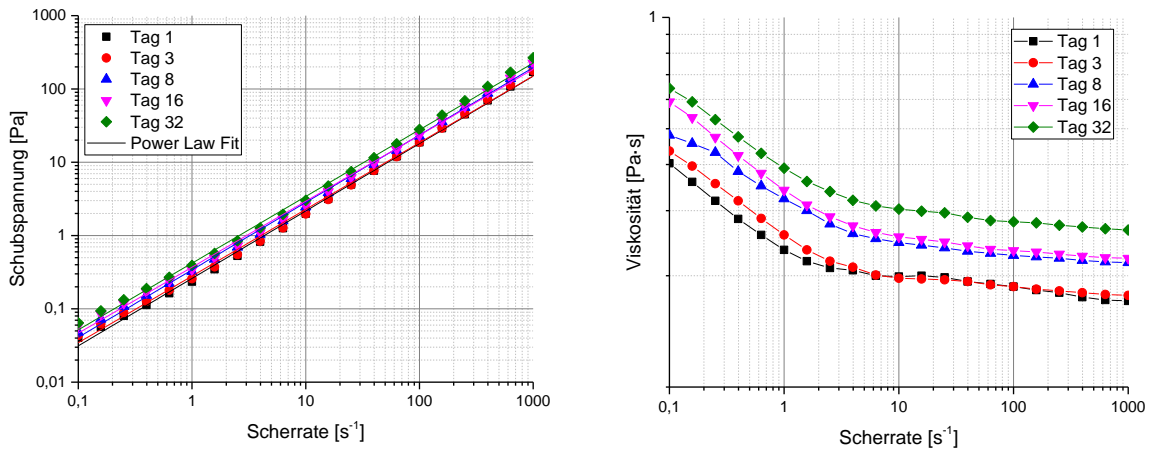 Schubspannung [Pa]
1000
100
10
1
0,1
0,01
Tag 1
Tag 3
Tag 8
Tag 16
Tag 32
Power Law Fit
0,1 1 10 100 1000
Scherrate [s⁻¹]
Viskosität [Pa·s]
1
Tag 1
Tag 3
Tag 8
Tag 16
Tag 32
0,1 1 10 100 1000
Scherrate [s⁻¹]